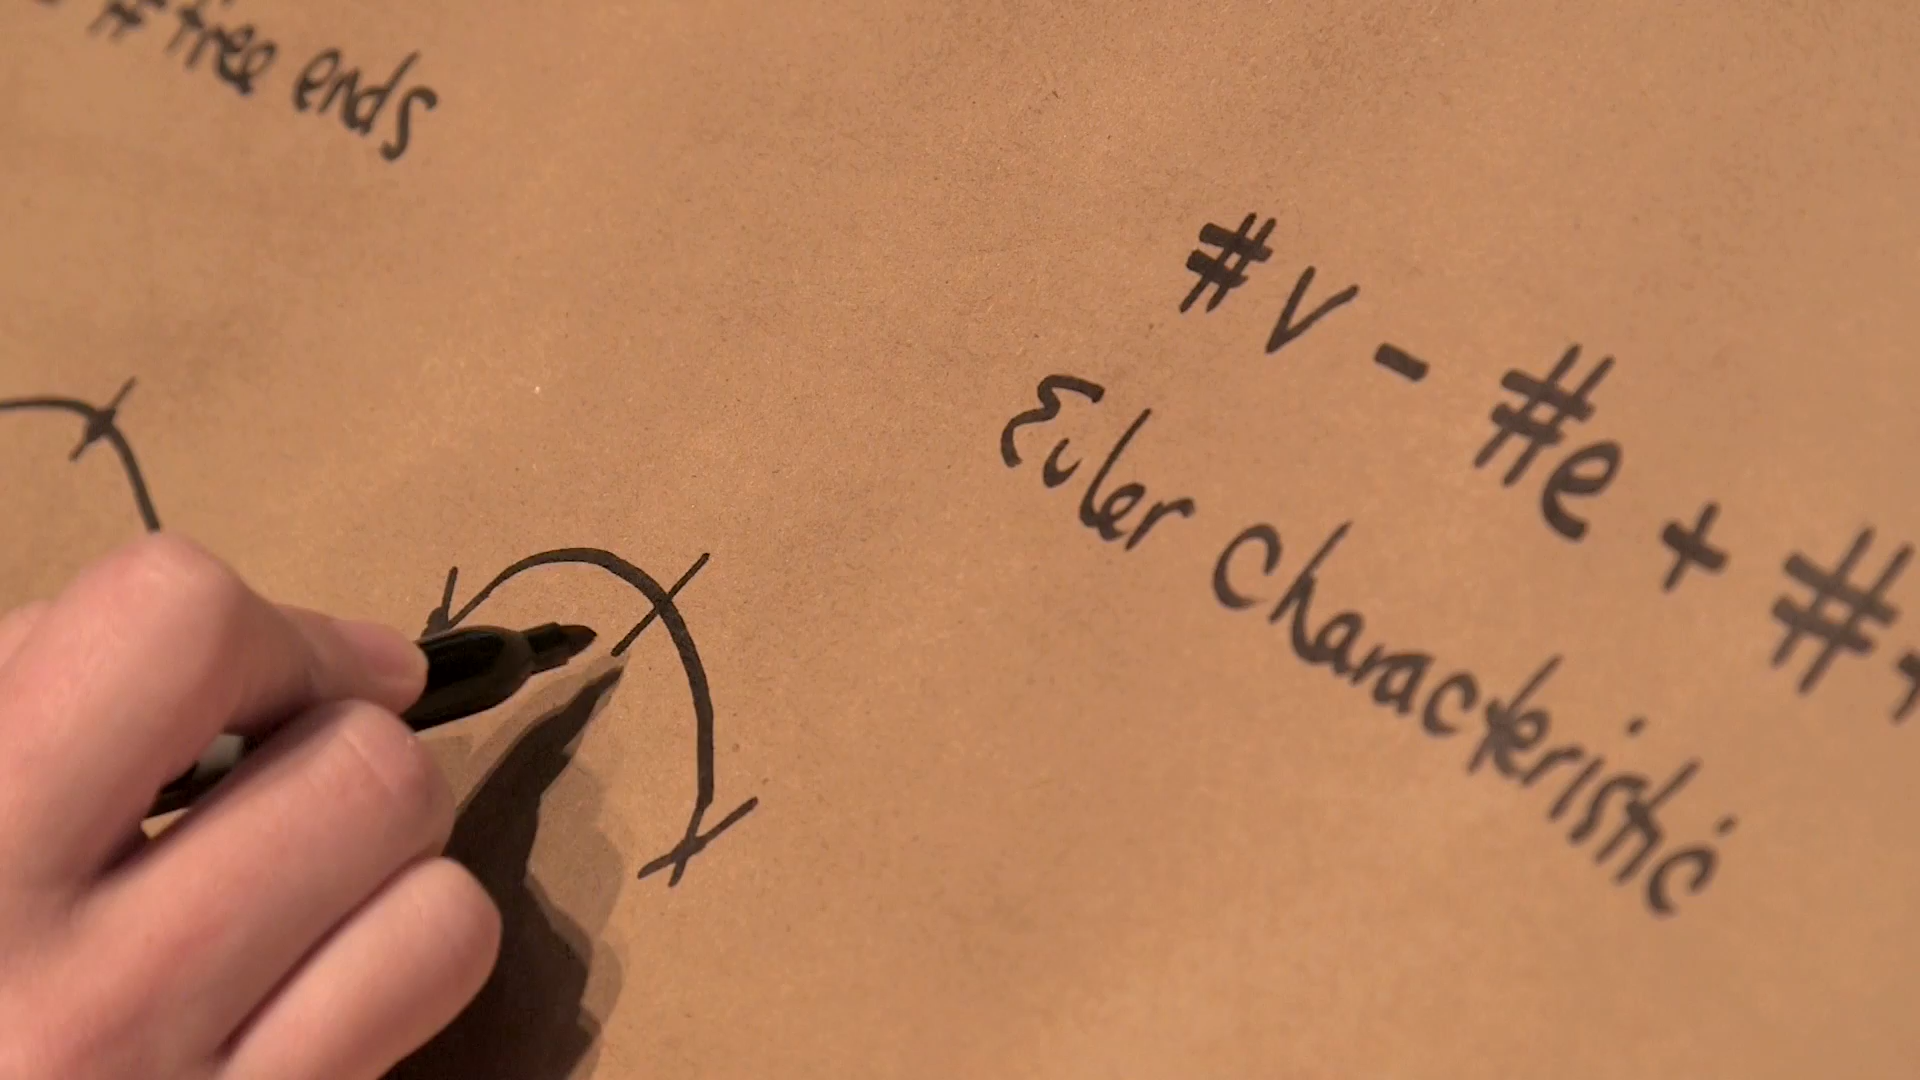 # free ends
# V - # e + #
Euler Characteristic